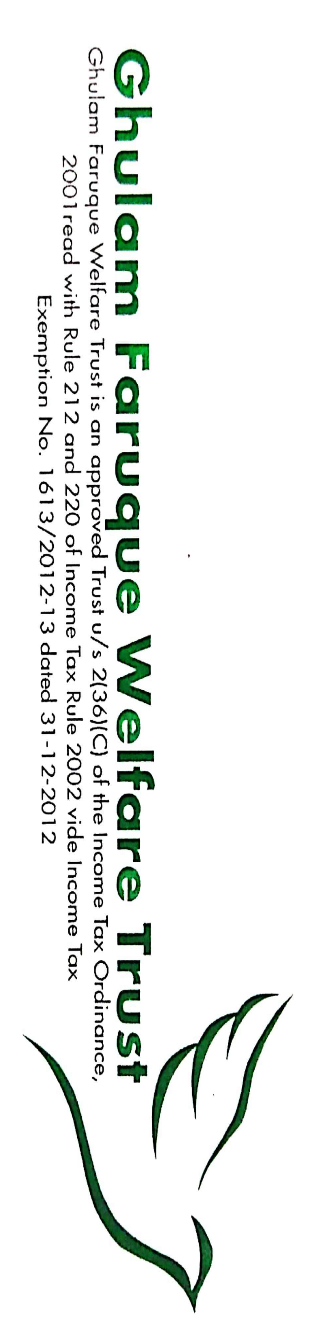 Ghulam Faruque Welfare Trust
Ghulam Faruque Welfare Trust is an approved Trust u/s 2(36)(C) of the Income Tax Ordinance,
2001read with Rule 212 and 220 of Income Tax Rule 2002 vide Income Tax
Exemption No. 1613/2012-13 dated 31-12-2012